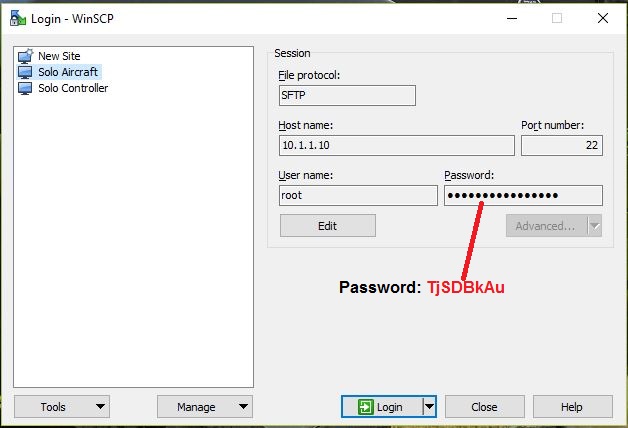 Login - WinSCP
New Site
Solo Aircraft
Solo Controller
Session
File protocol:
SFTP
Host name:
Port number:
10.1.1.10
22
User name:
Password:
root
••••••••••••••••
Edit
Advanced...
Password: TjSDBkAu
Tools
Manage
Login
Close
Help